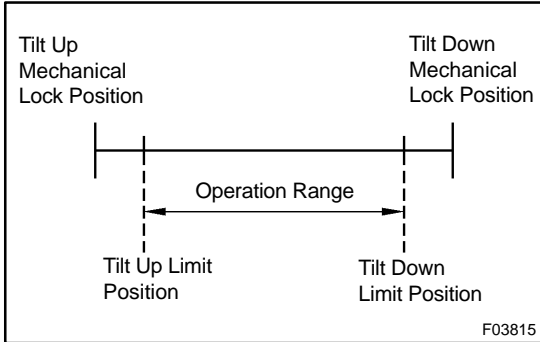 Tilt Up
Mechanical
Lock Position
Tilt Down
Mechanical
Lock Position
Operation Range
Tilt Up Limit
Position
Tilt Down
Limit Position
F03815